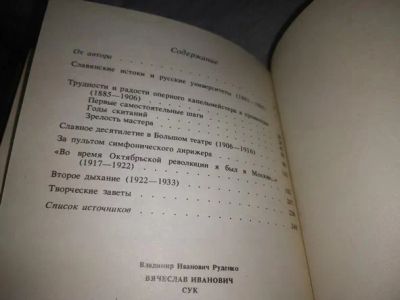 Содержание
От автора
Славянские истоки и русские университеты
Трудности и радости оперного капельмейстера в провинции
(1885—1906)
Первые самостоятельные шаги
Годы скитаний
Зрелость мастера
Славное десятилетие в Большом театре (1906—1916)
За пультом симфонического дирижера
«Во время Октябрьской революции я был в Москве...»
(1917—1922)
Второе дыхание (1922—1933)
Творческие заветы
Список источников
Владимир Иванович Руденко
ВЯЧЕСЛАВ ИВАНОВИЧ
СУК